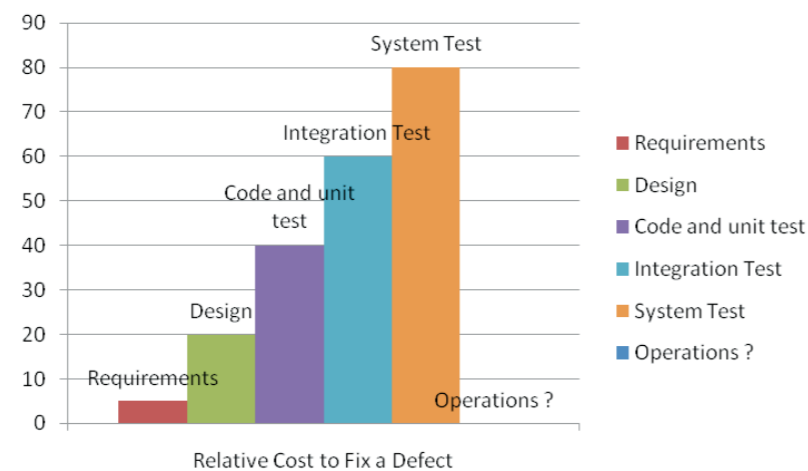 90
80
70
60
50
40
30
20
10
0
System Test
Integration Test
Code and unit
test
Design
Requirements
Operations ?
Relative Cost to Fix a Defect
Requirements
Design
Code and unit test
Integration Test
System Test
Operations ?